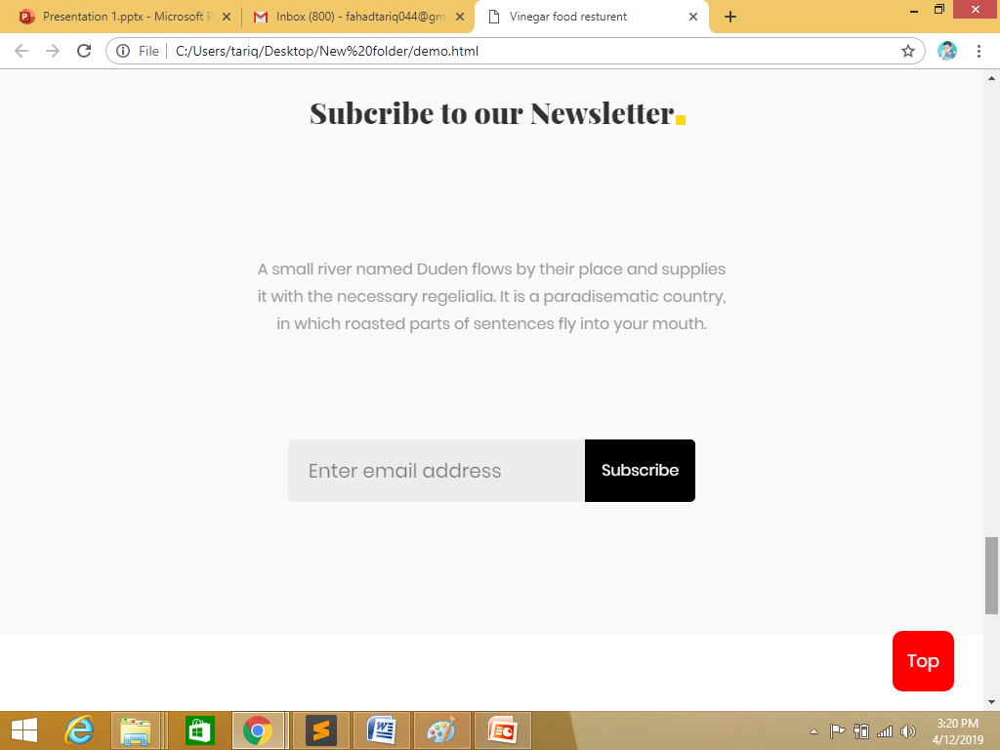 Presentation 1.pptx - Microsoft P
Inbox (800) - fahadtariq044@gm
Vinegar food resturent
File
C:/Users/tariq/Desktop/New%20folder/demo.html
Subcribe to our Newsletter
A small river named Duden flows by their place and supplies
it with the necessary regelialia. It is a paradisematic country,
in which roasted parts of sentences fly into your mouth.
Enter email address
Subscribe
Top
3:20 PM
4/12/2019